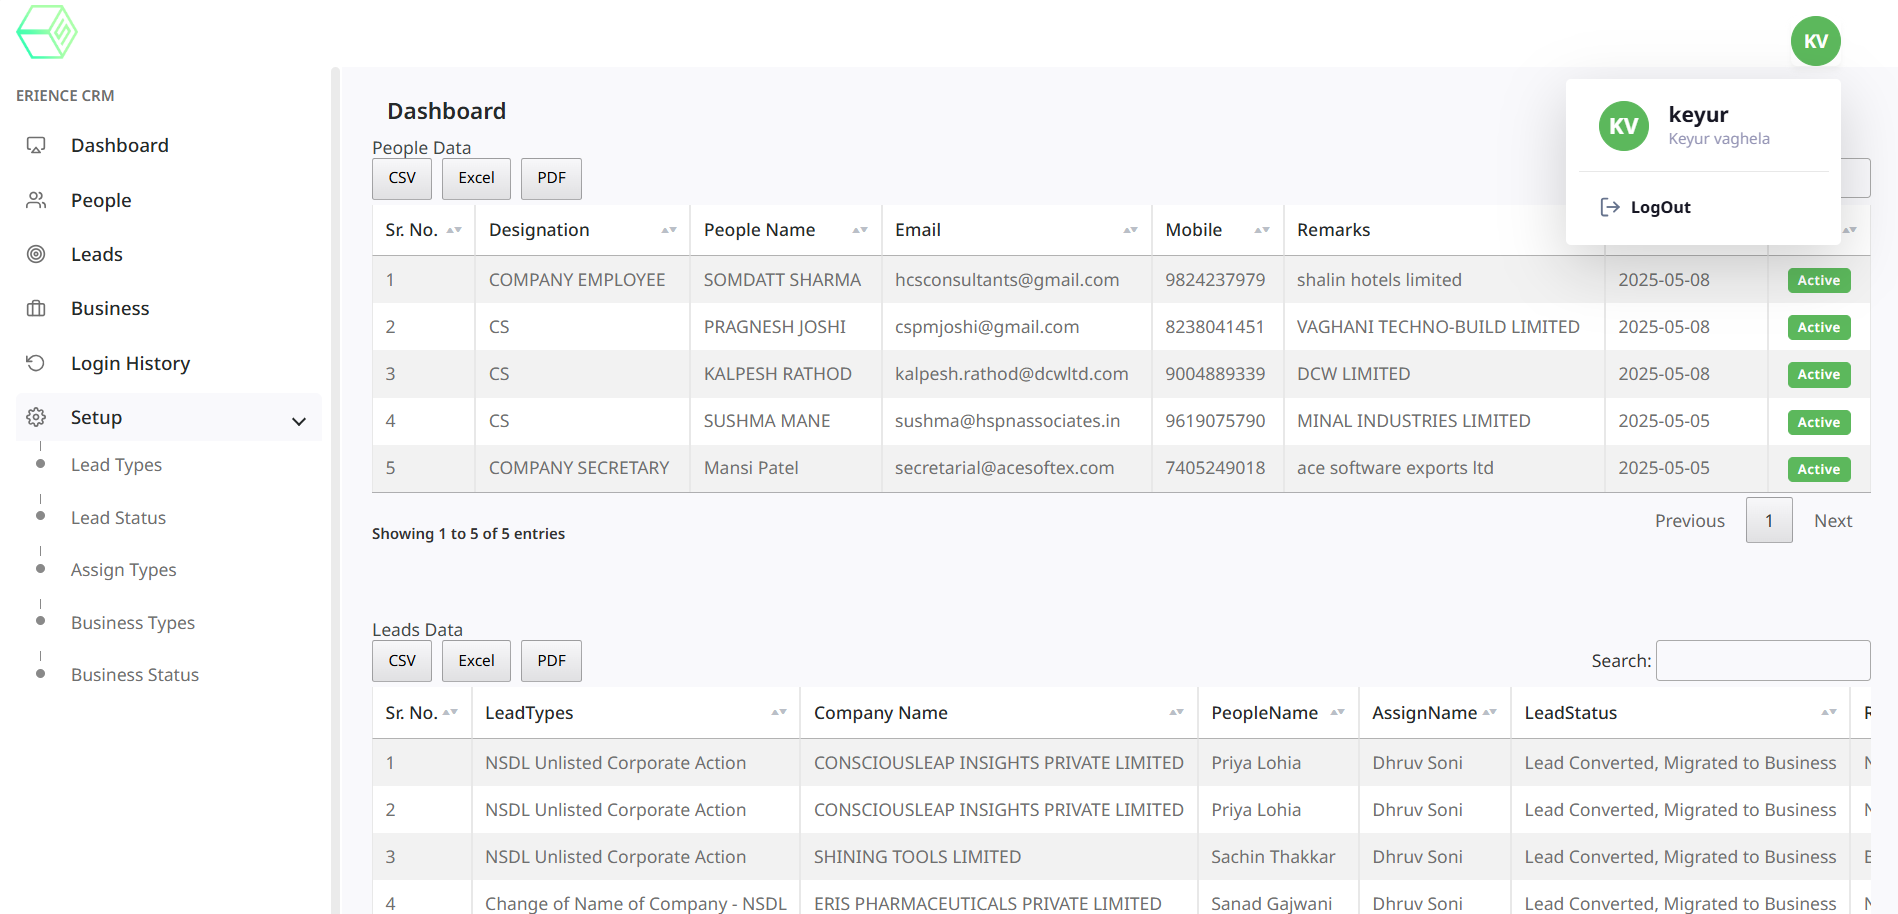 KV
ERIENCE CRM
Dashboard
People
Leads
Business
Login History
Setup
Lead Types
Lead Status
Assign Types
Business Types
Business Status
KV
keyur
Keyur vaghela
LogOut
Dashboard
People Data
CSV Excel PDF
Sr. No. Designation People Name Email Mobile Remarks
1 COMPANY EMPLOYEE SOMDATT SHARMA hcsconsultants@gmail.com 9824237979 shalin hotels limited 2025-05-08 Active
2 CS PRAGNESH JOSHI cspmjoshi@gmail.com 8238041451 VAGHANI TECHNO-BUILD LIMITED 2025-05-08 Active
3 CS KALPESH RATHOD kalpesh.rathod@dcwltd.com 9004889339 DCW LIMITED 2025-05-08 Active
4 CS SUSHMA MANE sushma@hspnassociates.in 9619075790 MINAL INDUSTRIES LIMITED 2025-05-05 Active
5 COMPANY SECRETARY Mansi Patel secretarial@acesoftex.com 7405249018 ace software exports ltd 2025-05-05 Active
Showing 1 to 5 of 5 entries
Previous 1 Next
Leads Data
CSV Excel PDF
Search:
Sr. No. LeadTypes Company Name PeopleName AssignName LeadStatus
1 NSDL Unlisted Corporate Action CONSCIOUSLEAP INSIGHTS PRIVATE LIMITED Priya Lohia Dhruv Soni Lead Converted, Migrated to Business
2 NSDL Unlisted Corporate Action CONSCIOUSLEAP INSIGHTS PRIVATE LIMITED Priya Lohia Dhruv Soni Lead Converted, Migrated to Business
3 NSDL Unlisted Corporate Action SHINING TOOLS LIMITED Sachin Thakkar Dhruv Soni Lead Converted, Migrated to Business
4 Change of Name of Company - NSDL ERIS PHARMACEUTICALS PRIVATE LIMITED Sanad Gajwani Dhruv Soni Lead Converted, Migrated to Business